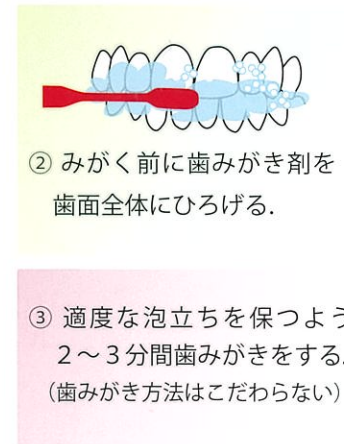 ② みがく前に歯みがき剤を
歯面全体にひろげる.
③ 適度な泡立ちを保つよう
2～3分間歯みがきをする.
（歯みがき方法はこだわらない）